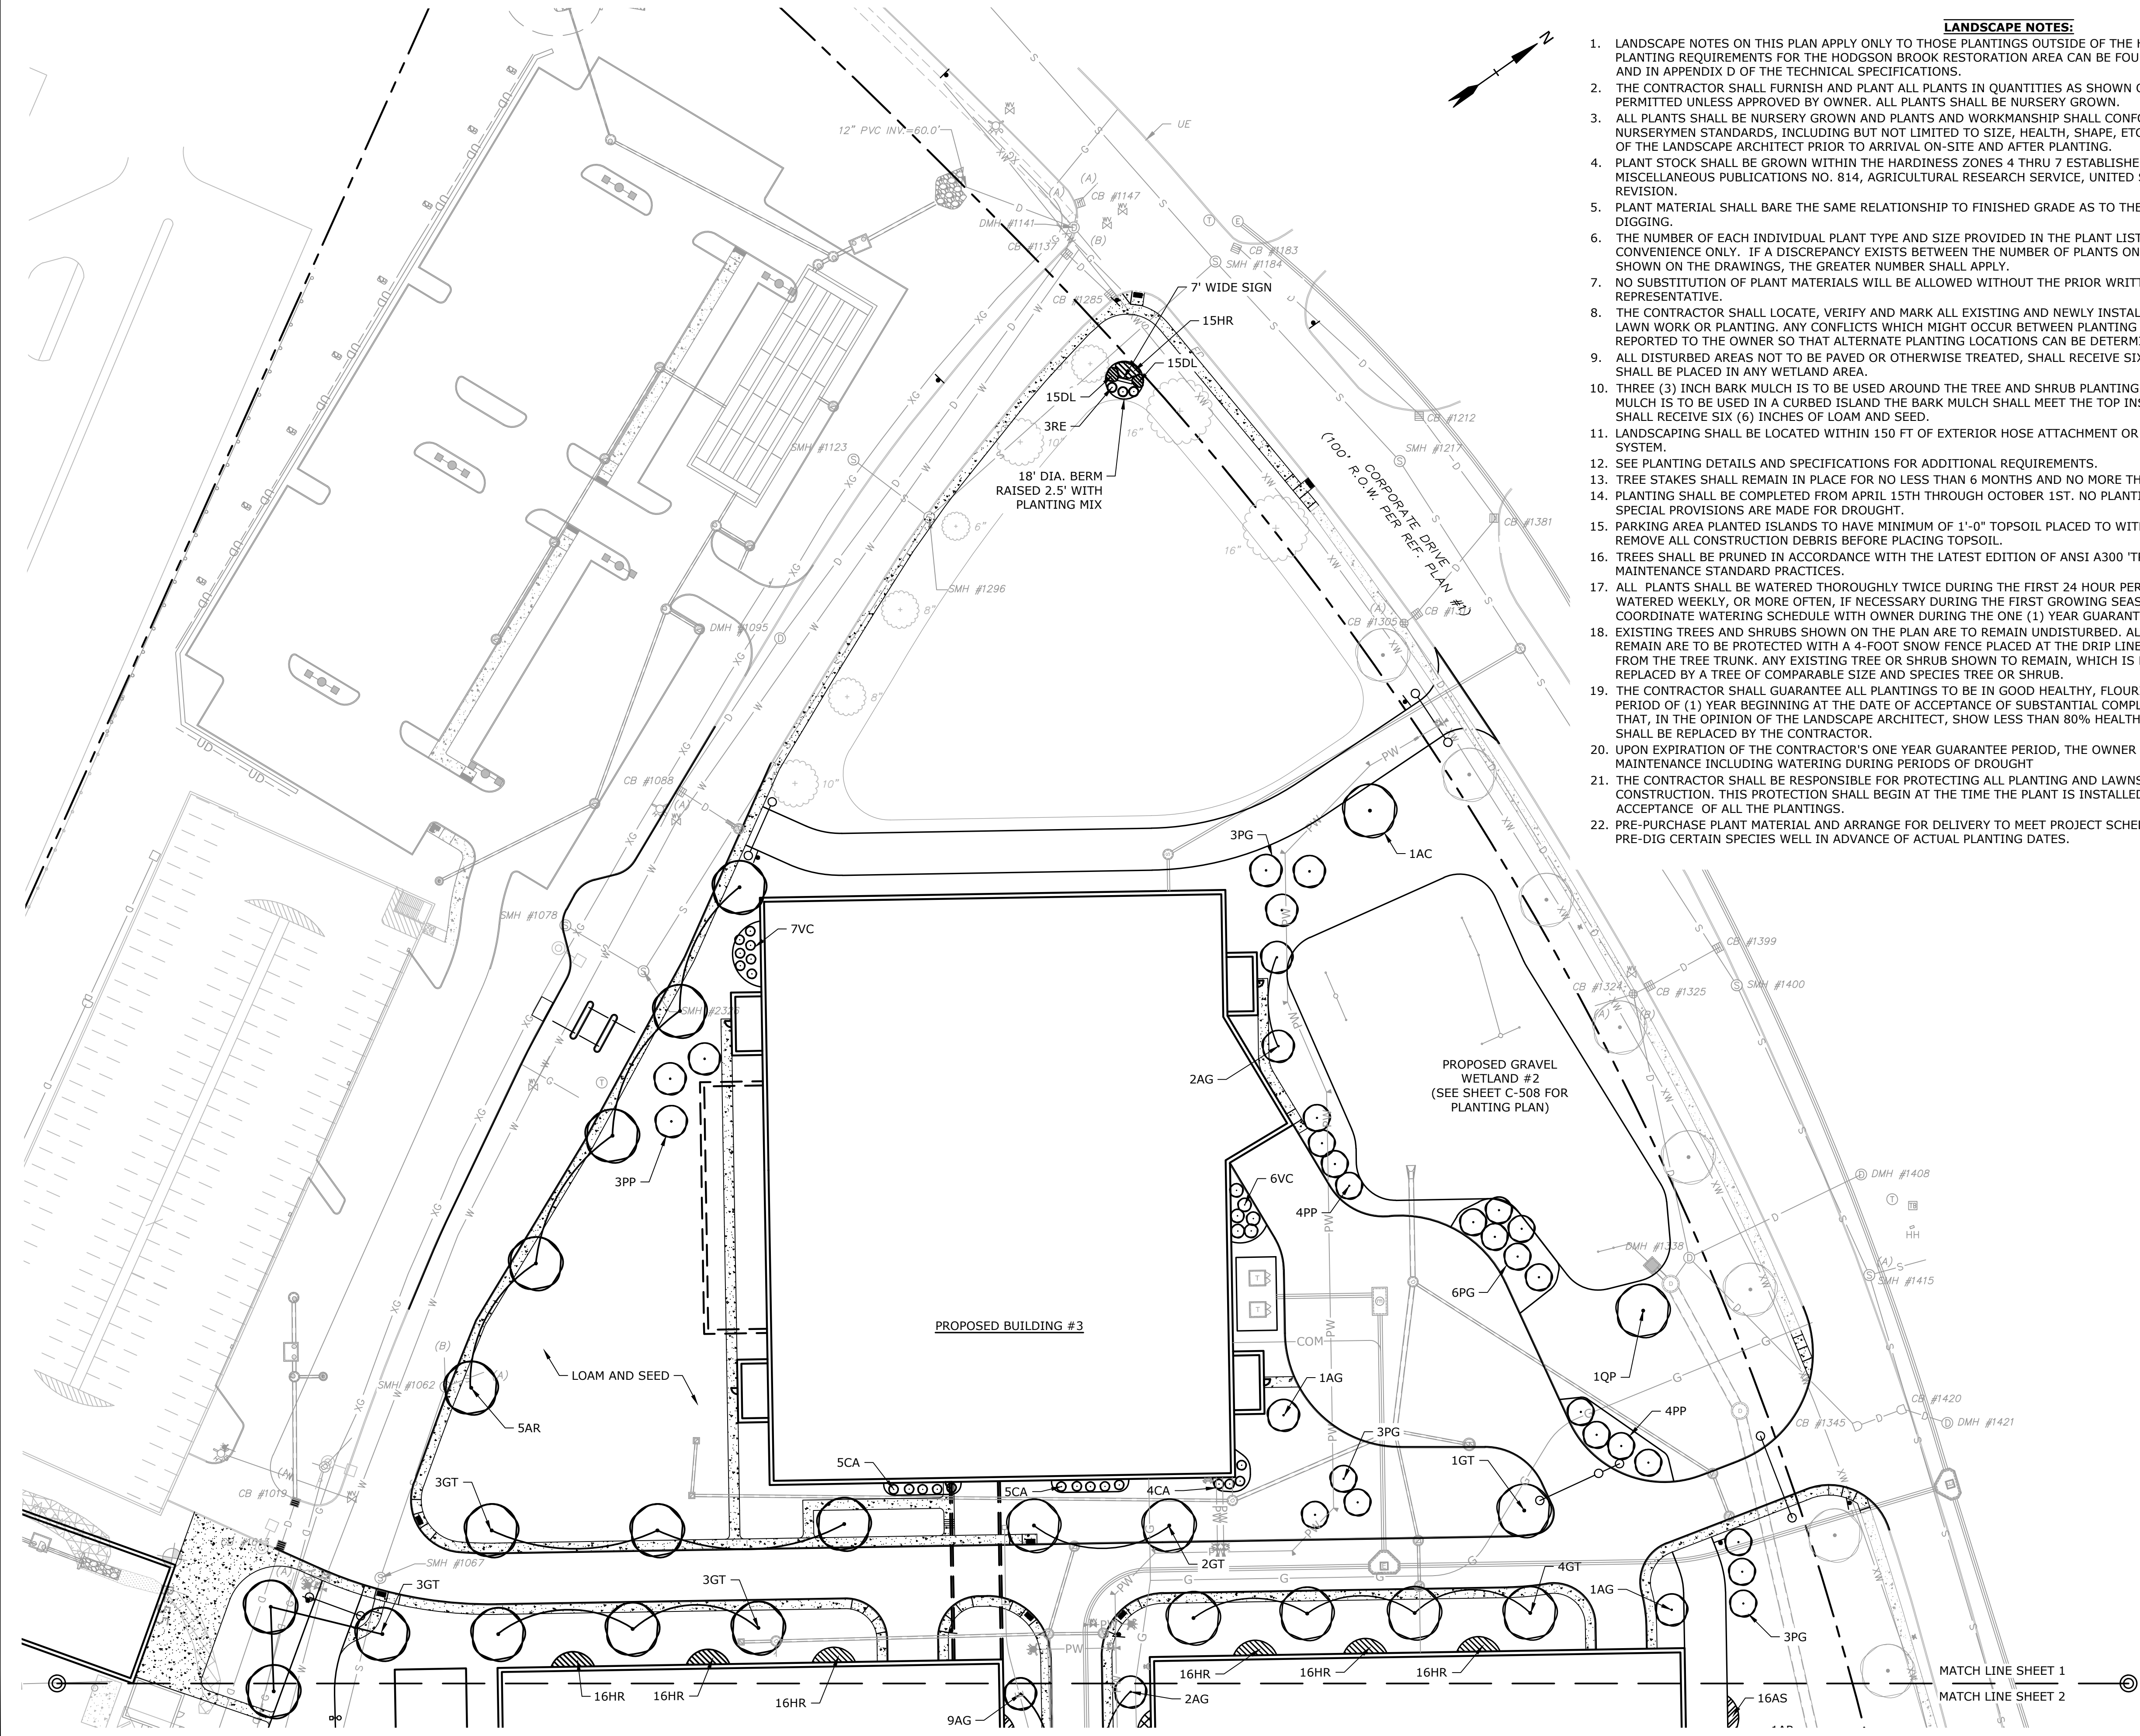 LANDSCAPE NOTES:
1. LANDSCAPE NOTES ON THIS PLAN APPLY ONLY TO THOSE PLANTINGS OUTSIDE OF THE
PLANTING REQUIREMENTS FOR THE HODGSON BROOK RESTORATION AREA CAN BE FOU
AND IN APPENDIX D OF THE TECHNICAL SPECIFICATIONS.
2. THE CONTRACTOR SHALL FURNISH AND PLANT ALL PLANTS IN QUANTITIES AS SHOWN
PERMITTED UNLESS APPROVED BY OWNER. ALL PLANTS SHALL BE NURSERY GROWN.
3. ALL PLANTS SHALL BE NURSERY GROWN AND PLANTS AND WORKMANSHIP SHALL CONFO
NURSERYMEN STANDARDS, INCLUDING BUT NOT LIMITED TO SIZE, HEALTH, SHAPE, ETC
OF THE LANDSCAPE ARCHITECT PRIOR TO ARRIVAL ON-SITE AND AFTER PLANTING.
4. PLANT STOCK SHALL BE GROWN WITHIN THE HARDINESS ZONES 4 THRU 7 ESTABLISHE
MISCELLANEOUS PUBLICATIONS NO. 814, AGRICULTURAL RESEARCH SERVICE, UNITED
REVISION.
5. PLANT MATERIAL SHALL BARE THE SAME RELATIONSHIP TO FINISHED GRADE AS TO THE
DIGGING.
6. THE NUMBER OF EACH INDIVIDUAL PLANT TYPE AND SIZE PROVIDED IN THE PLANT LIST
CONVENIENCE ONLY. IF A DISCREPANCY EXISTS BETWEEN THE NUMBER OF PLANTS ON
SHOWN ON THE DRAWINGS, THE GREATER NUMBER SHALL APPLY.
7. NO SUBSTITUTION OF PLANT MATERIALS WILL BE ALLOWED WITHOUT THE PRIOR WRITT
REPRESENTATIVE.
8. THE CONTRACTOR SHALL LOCATE, VERIFY AND MARK ALL EXISTING AND NEWLY INSTAL
LAWN WORK OR PLANTING. ANY CONFLICTS WHICH MIGHT OCCUR BETWEEN PLANTING
REPORTED TO THE OWNER SO THAT ALTERNATE PLANTING LOCATIONS CAN BE DETERM
9. ALL DISTURBED AREAS NOT TO BE PAVED OR OTHERWISE TREATED, SHALL RECEIVE SIX
SHALL BE PLACED IN ANY WETLAND AREA.
10. THREE (3) INCH BARK MULCH IS TO BE USED AROUND THE TREE AND SHRUB PLANTING
MULCH IS TO BE USED IN A CURBED ISLAND THE BARK MULCH SHALL MEET THE TOP INS
SHALL RECEIVE SIX (6) INCHES OF LOAM AND SEED.
11. LANDSCAPING SHALL BE LOCATED WITHIN 150 FT OF EXTERIOR HOSE ATTACHMENT OR
SYSTEM.
12. SEE PLANTING DETAILS AND SPECIFICATIONS FOR ADDITIONAL REQUIREMENTS.
13. TREE STAKES SHALL REMAIN IN PLACE FOR NO LESS THAN 6 MONTHS AND NO MORE TH
14. PLANTING SHALL BE COMPLETED FROM APRIL 15TH THROUGH OCTOBER 1ST. NO PLANTI
SPECIAL PROVISIONS ARE MADE FOR DROUGHT.
15. PARKING AREA PLANTED ISLANDS TO HAVE MINIMUM OF 1'-0" TOPSOIL PLACED TO WIT
REMOVE ALL CONSTRUCTION DEBRIS BEFORE PLACING TOPSOIL.
16. TREES SHALL BE PRUNED IN ACCORDANCE WITH THE LATEST EDITION OF ANSI A300 'T
MAINTENANCE STANDARD PRACTICES.
17. ALL PLANTS SHALL BE WATERED THOROUGHLY TWICE DURING THE FIRST 24 HOUR PER
WATERED WEEKLY, OR MORE OFTEN, IF NECESSARY DURING THE FIRST GROWING SEAS
COORDINATE WATERING SCHEDULE WITH OWNER DURING THE ONE (1) YEAR GUARANT
18. EXISTING TREES AND SHRUBS SHOWN ON THE PLAN ARE TO REMAIN UNDISTURBED. AL
REMAIN ARE TO BE PROTECTED WITH A 4-FOOT SNOW FENCE PLACED AT THE DRIP LINE
FROM THE TREE TRUNK. ANY EXISTING TREE OR SHRUB SHOWN TO REMAIN, WHICH IS
REPLACED BY A TREE OF COMPARABLE SIZE AND SPECIES TREE OR SHRUB.
19. THE CONTRACTOR SHALL GUARANTEE ALL PLANTINGS TO BE IN GOOD HEALTHY, FLOUR
PERIOD OF (1) YEAR BEGINNING AT THE DATE OF ACCEPTANCE OF SUBSTANTIAL COMPL
THAT, IN THE OPINION OF THE LANDSCAPE ARCHITECT, SHOW LESS THAN 80% HEALTH
SHALL BE REPLACED BY THE CONTRACTOR.
20. UPON EXPIRATION OF THE CONTRACTOR'S ONE YEAR GUARANTEE PERIOD, THE OWNER
MAINTENANCE INCLUDING WATERING DURING PERIODS OF DROUGHT
21. THE CONTRACTOR SHALL BE RESPONSIBLE FOR PROTECTING ALL PLANTING AND LAWNS
CONSTRUCTION. THIS PROTECTION SHALL BEGIN AT THE TIME THE PLANT IS INSTALLED
ACCEPTANCE OF ALL THE PLANTINGS.
22. PRE-PURCHASE PLANT MATERIAL AND ARRANGE FOR DELIVERY TO MEET PROJECT SCHE
PRE-DIG CERTAIN SPECIES WELL IN ADVANCE OF ACTUAL PLANTING DATES.
N
12" PVC INV.=60.0'
UE
CB #1147
DMH #1141
CB #1137
CB #1183
SMH #1184
CB #1285
7' WIDE SIGN
15HR
15DL
15DL
3RE
18' DIA. BERM
RAISED 2.5' WITH
PLANTING MIX
10"
16"
16"
6"
8"
8"
10"
CB #1212
SMH #1217
CORPORATE DRIVE
(100' R.O.W. PER REF. PLAN #1)
CB #1381
SMH #1123
SMH #1296
DMH #1095
CB #1305
CB #1088
3PG
1AC
SMH #1078
7VC
CB #1399
SMH #1400
CB #1324
CB #1325
SMH #2326
2AG
PROPOSED GRAVEL
WETLAND #2
(SEE SHEET C-508 FOR
PLANTING PLAN)
3PP
6VC
4PP
DMH #1408
HH
DMH #1338
SMH #1415
6PG
PROPOSED BUILDING #3
COM
1QP
LOAM AND SEED
SMH #1062
1AG
4PP
CB #1420
CB #1345
DMH #1421
5AR
3PG
5CA
1GT
5CA
4CA
3GT
CB #1019
SMH #1067
2GT
3GT
3GT
4GT
1AG
3PG
16HR
16HR
16HR
16HR
16HR
16HR
MATCH LINE SHEET 1
MATCH LINE SHEET 2
9AG
2AG
16AS